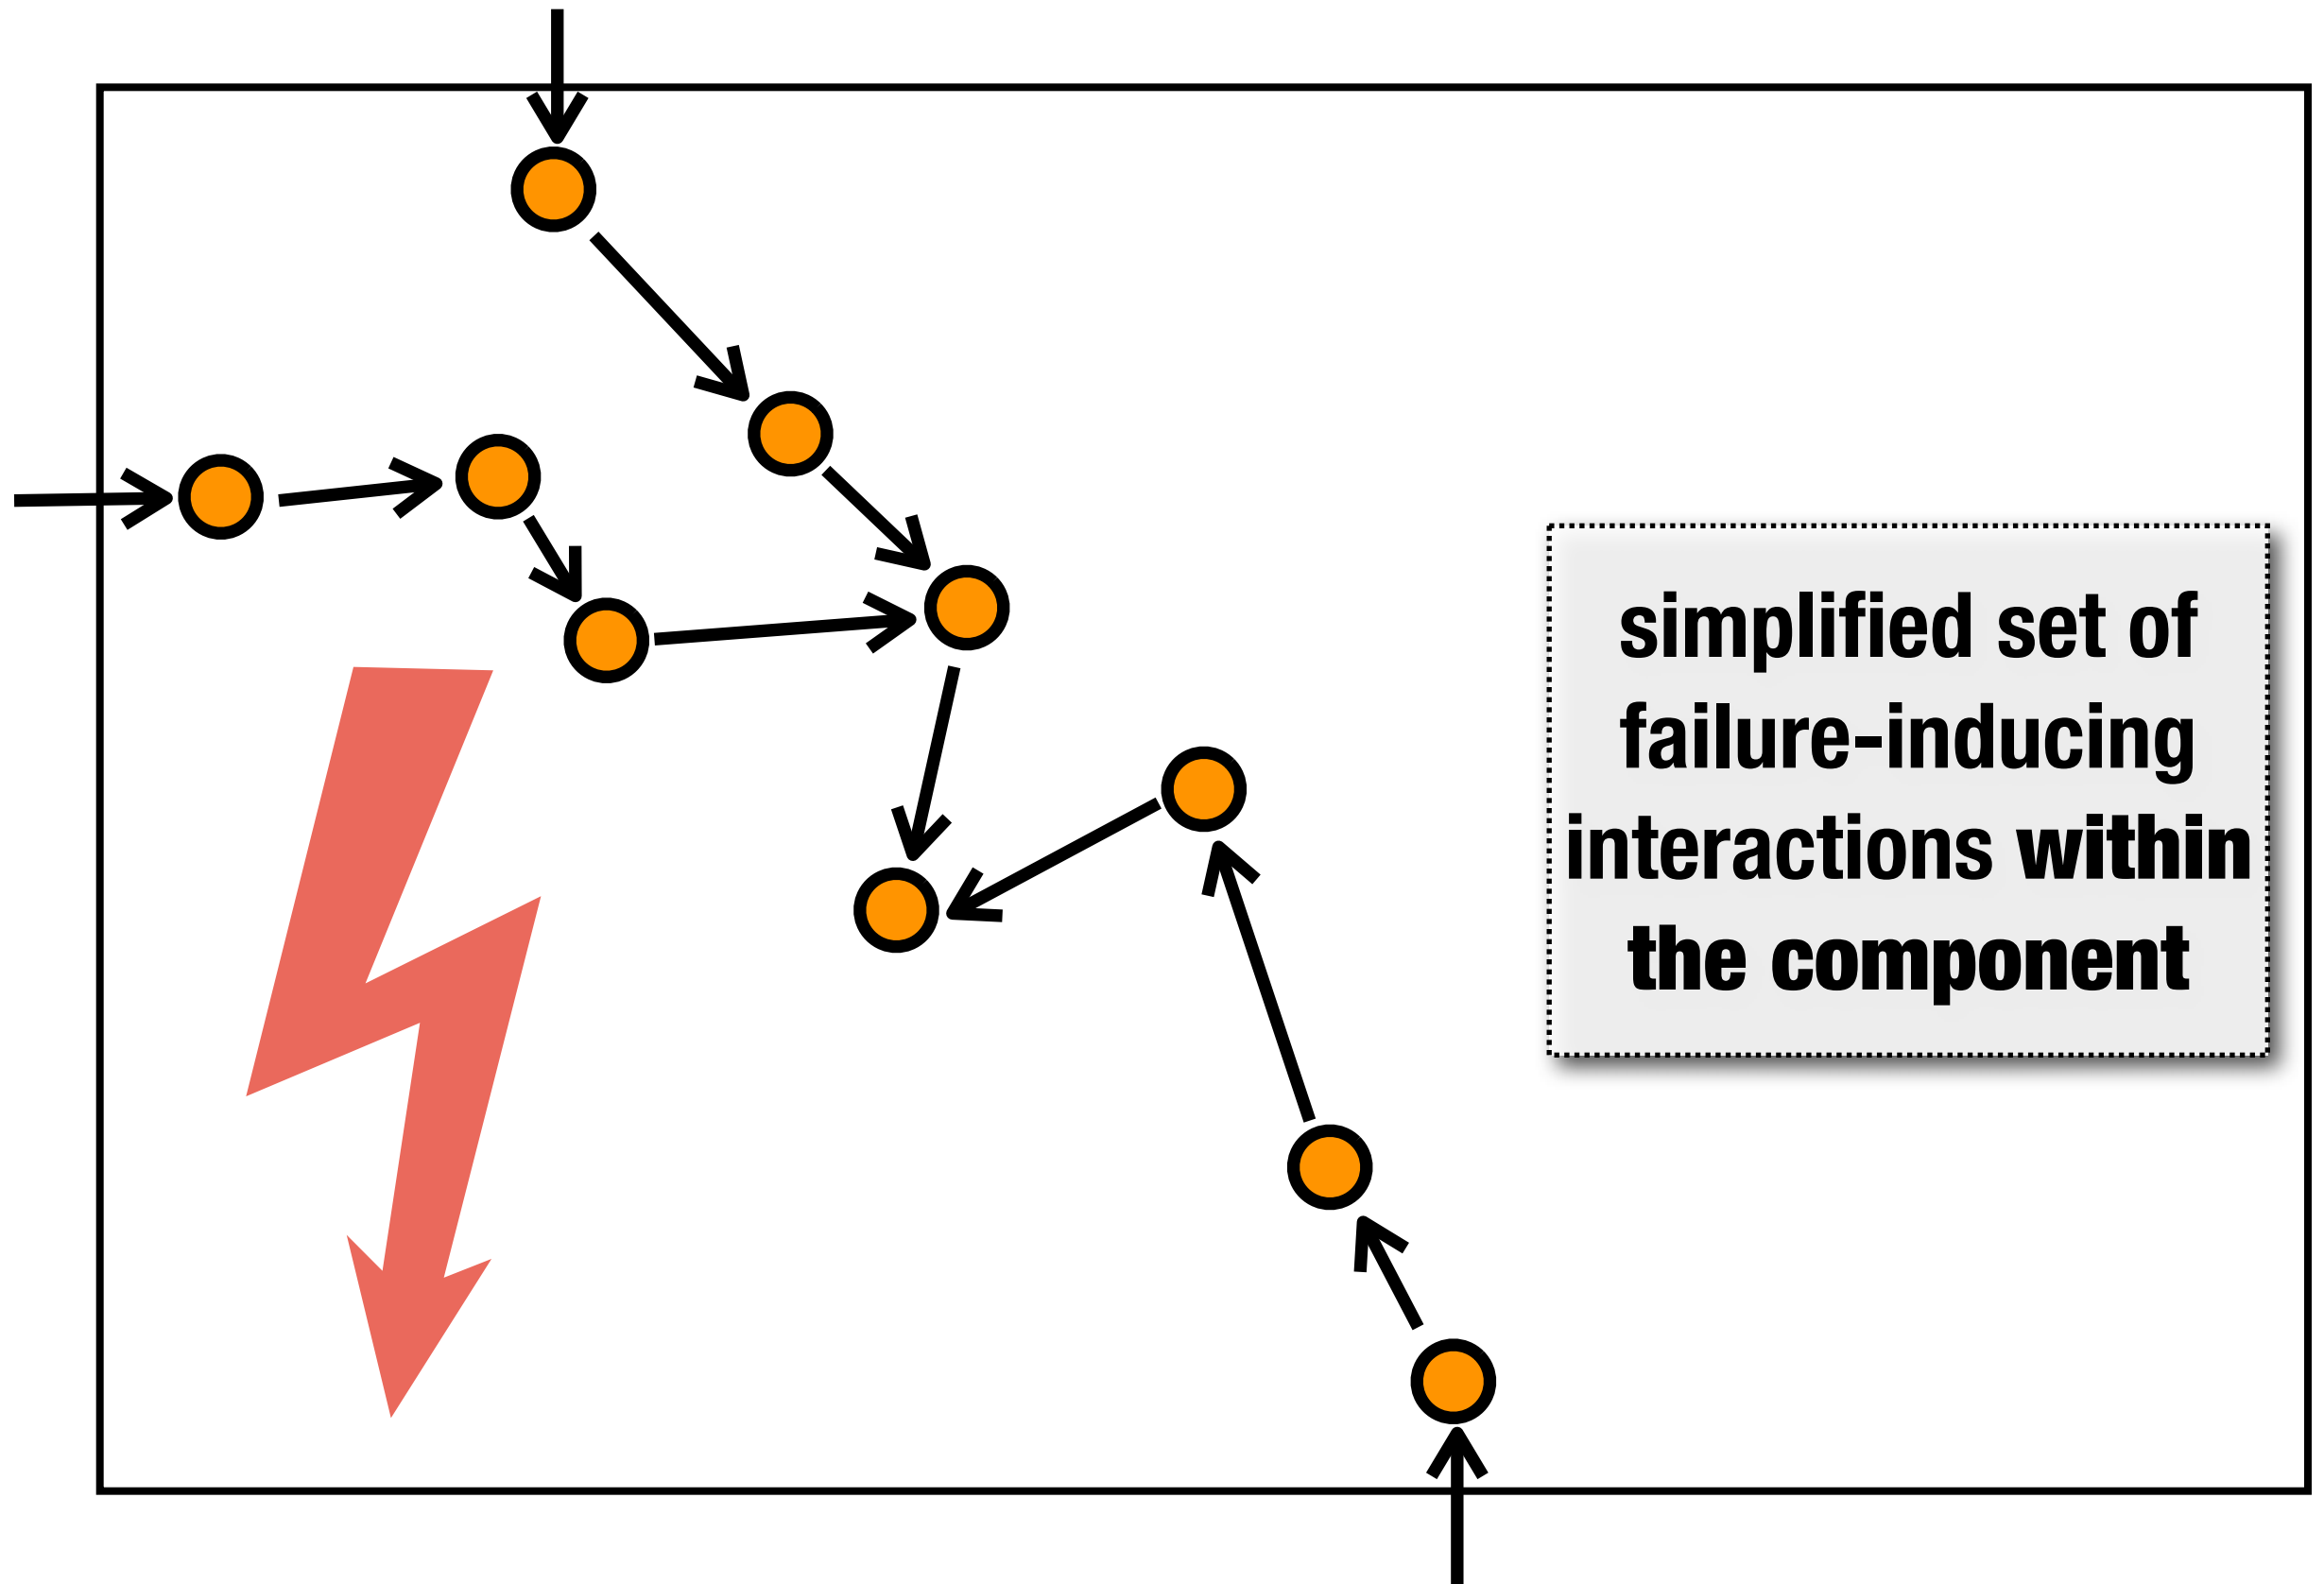 simplified set of
failure-inducing
interactions within
the component